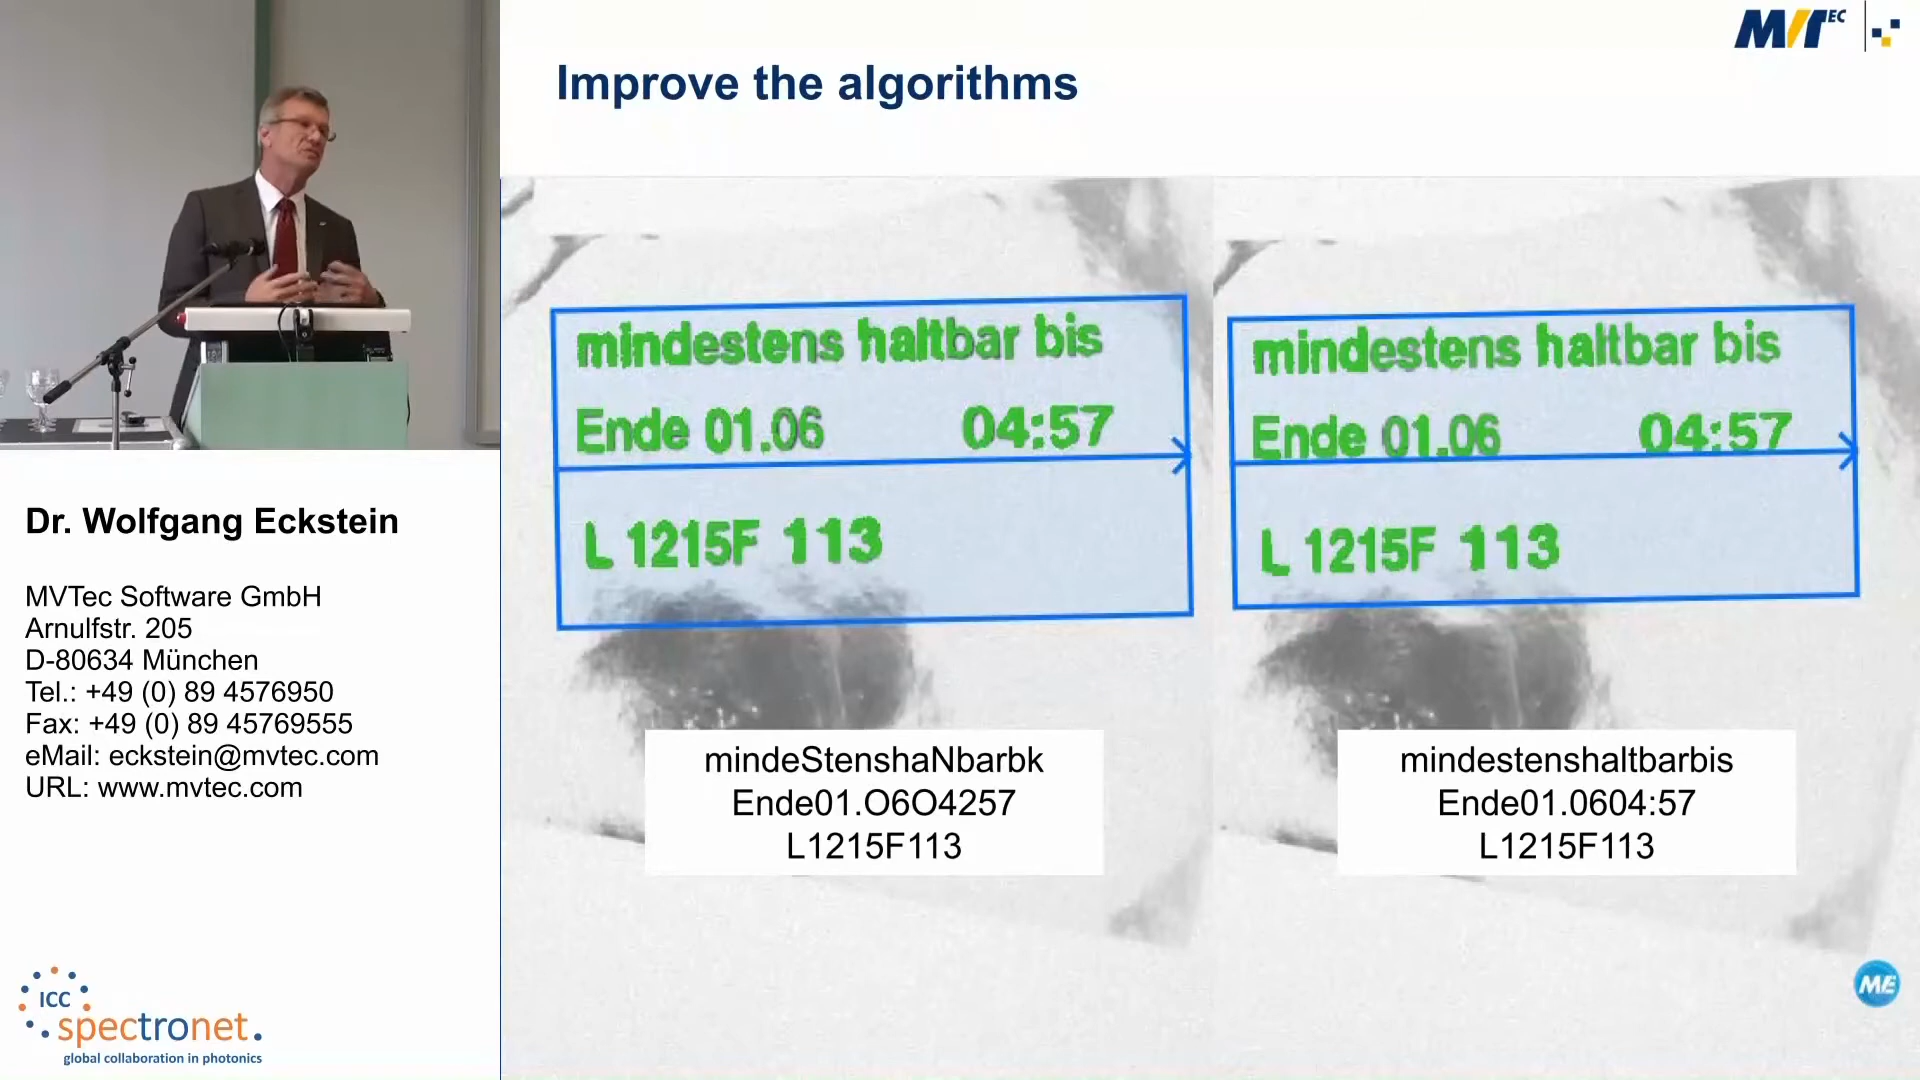 MVTEC
Improve the algorithms
mindestens haltbar bis
Ende 01.06 04:57
L 1215F 113
mindestens haltbar bis
Ende 01.06 04:57
L 1215F 113
mindeStenshaNbarbk
Ende01.O6O4257
L1215F113
mindestenshaltbarbis
Ende01.0604:57
L1215F113
ME
Dr. Wolfgang Eckstein
MVTec Software GmbH
Arnulfstr. 205
D-80634 München
Tel.: +49 (0) 89 4576950
Fax: +49 (0) 89 45769555
eMail: eckstein@mvtec.com
URL: www.mvtec.com
ICC
spectronet.
global collaboration in photonics